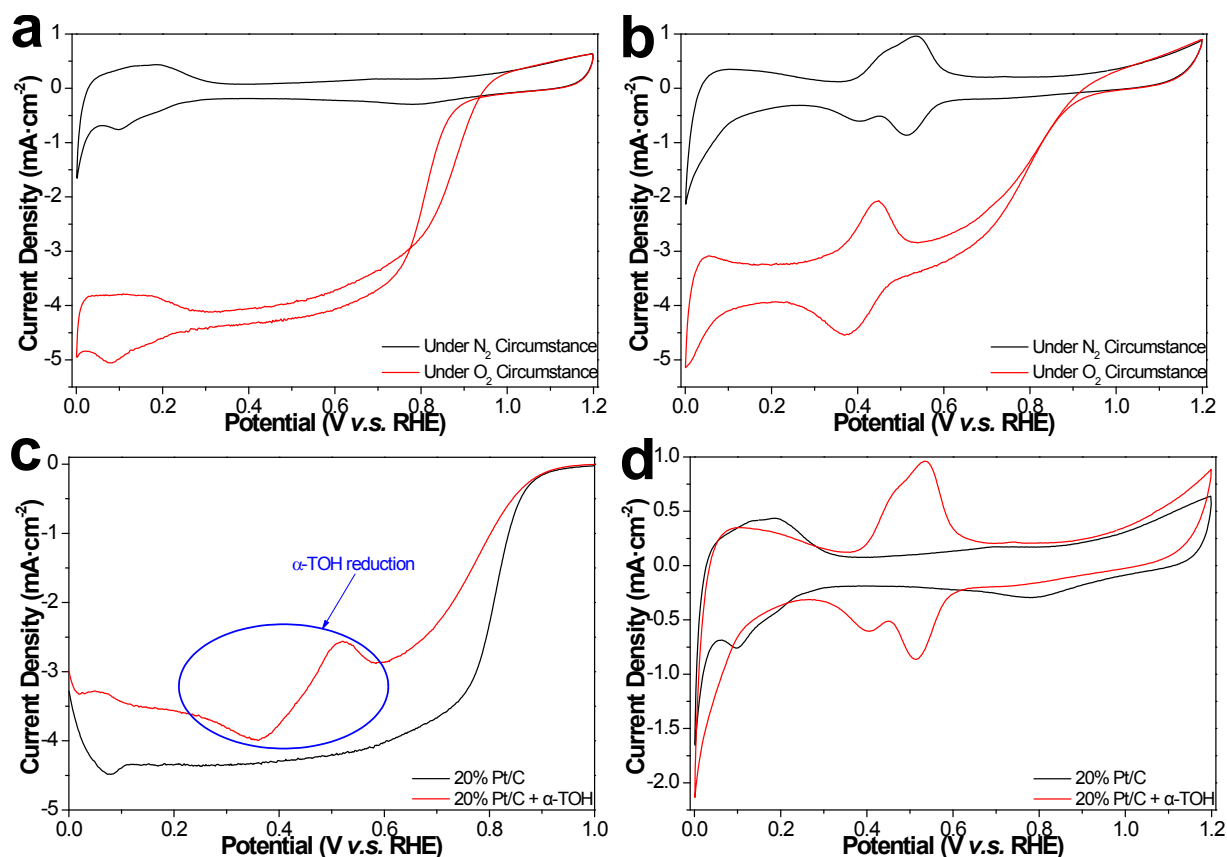 a
1
0
-1
-2
-3
-4
-5
Current Density (mA·cm-2)
Under N2 Circumstance
Under O2 Circumstance
0.0 0.2 0.4 0.6 0.8 1.0 1.2
Potential (V v.s. RHE)
b
1
0
-1
-2
-3
-4
-5
Current Density (mA·cm-2)
Under N2 Circumstance
Under O2 Circumstance
0.0 0.2 0.4 0.6 0.8 1.0 1.2
Potential (V v.s. RHE)
c
0
-1
-2
-3
-4
-5
Current Density (mA·cm-2)
α-TOH reduction
20% Pt/C
20% Pt/C + α-TOH
0.0 0.2 0.4 0.6 0.8 1.0
Potential (V v.s. RHE)
d
1.0
0.5
0.0
-0.5
-1.0
-1.5
-2.0
Current Density (mA·cm-2)
20% Pt/C
20% Pt/C + α-TOH
0.0 0.2 0.4 0.6 0.8 1.0 1.2
Potential (V v.s. RHE)